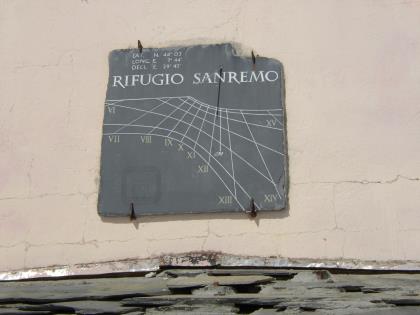 LAT. N. 44° 03'
LONG. E. 7° 44'
DECL. E. 29° 45'
RIFUGIO SANREMO
VI
XV
VII
VIII
IX
X
XI
XII
XIII
XIV